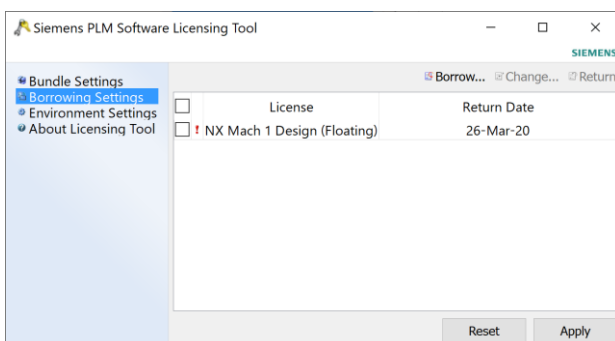 Siemens PLM Software Licensing Tool
SIEMENS
Bundle Settings
Borrowing Settings
Environment Settings
About Licensing Tool
Borrow... Change... Return
License Return Date
! NX Mach 1 Design (Floating) 26-Mar-20
Reset Apply